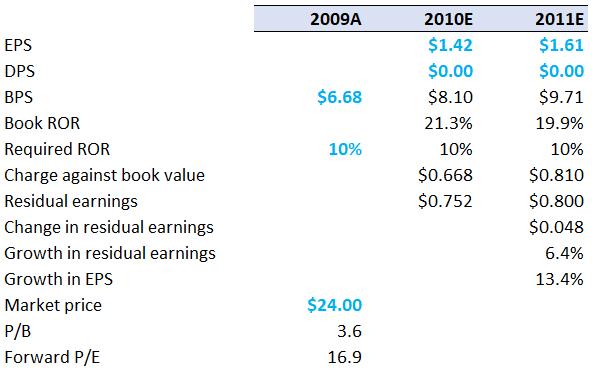 2009A 2010E 2011E
EPS $1.42 $1.61
DPS $0.00 $0.00
BPS $6.68 $8.10 $9.71
Book ROR 21.3% 19.9%
Required ROR 10% 10% 10%
Charge against book value $0.668 $0.810
Residual earnings $0.752 $0.800
Change in residual earnings $0.048
Growth in residual earnings 6.4%
Growth in EPS 13.4%
Market price $24.00
P/B 3.6
Forward P/E 16.9